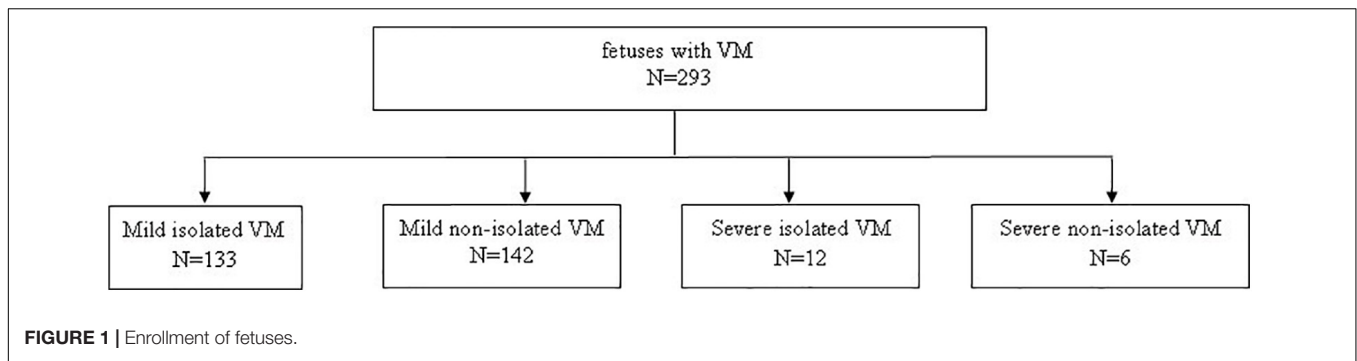 fetuses with VM
N=293
Mild isolated VM
N=133
Mild non-isolated VM
N=142
Severe isolated VM
N=12
Severe non-isolated VM
N=6
FIGURE 1 | Enrollment of fetuses.